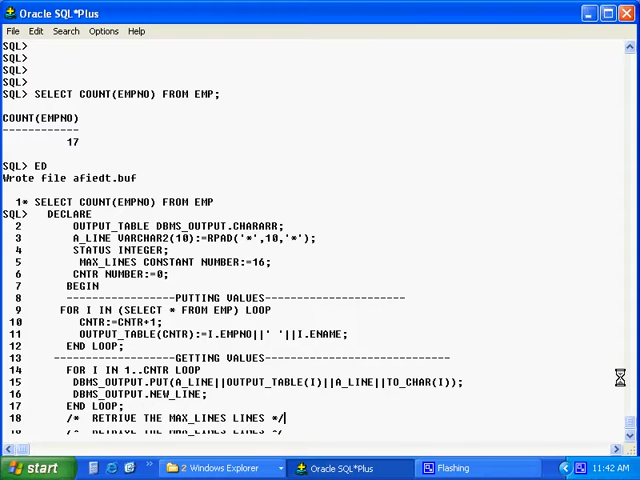 Oracle SQL*Plus
File Edit Search Options Help
SQL>
SQL>
SQL>
SQL>
SQL> SELECT COUNT(EMPNO) FROM EMP;
COUNT(EMPNO)
------------
17
SQL> ED
Wrote file afiedt.buf
1* SELECT COUNT(EMPNO) FROM EMP
SQL> DECLARE
2 OUTPUT_TABLE DBMS_OUTPUT.CHARARR;
3 A_LINE VARCHAR2(10):=RPAD('*',10,'*');
4 STATUS INTEGER;
5 MAX_LINES CONSTANT NUMBER:=16;
6 CNTR NUMBER:=0;
7 BEGIN
8 ------------------PUTTING VALUES-----------------------
9 FOR I IN (SELECT * FROM EMP) LOOP
10 CNTR:=CNTR+1;
11 OUTPUT_TABLE(CNTR):=I.EMPNO||' '||I.ENAME;
12 END LOOP;
13 --------------------GETTING VALUES-----------------------------
14 FOR I IN 1..CNTR LOOP
15 DBMS_OUTPUT.PUT(A_LINE||OUTPUT_TABLE(I)||A_LINE||TO_CHAR(I));
16 DBMS_OUTPUT.NEW_LINE;
17 END LOOP;
18 /* RETRIVE THE MAX_LINES LINES */
start 2 Windows Explorer Oracle SQL*Plus Flashing 11:42 AM